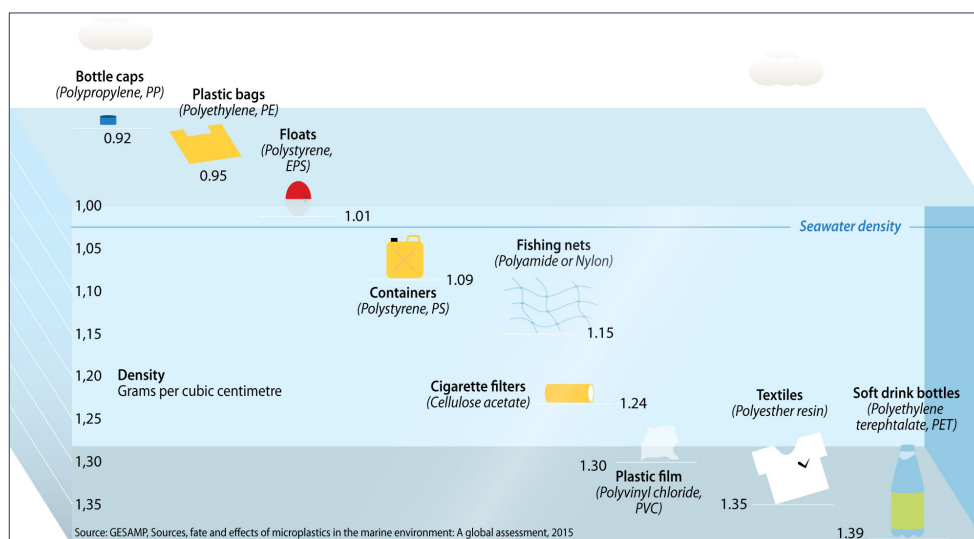 Bottle caps
(Polypropylene, PP)
0.92
Plastic bags
(Polyethylene, PE)
0.95
Floats
(Polystyrene,
EPS)
1.01
1,00
Seawater density
1,05
1,10
1,15
1,20
1,25
1,30
1,35
Containers
(Polystyrene, PS)
1.09
Fishing nets
(Polyamide or Nylon)
1.15
Density
Grams per cubic centimetre
Cigarette filters
(Cellulose acetate)
1.24
Plastic film
(Polyvinyl chloride,
PVC)
1.30
Textiles
(Polyesther resin)
1.35
Soft drink bottles
(Polyethylene
terephtalate, PET)
1.39
Source: GESAMP, Sources, fate and effects of microplastics in the marine environment: A global assessment, 2015